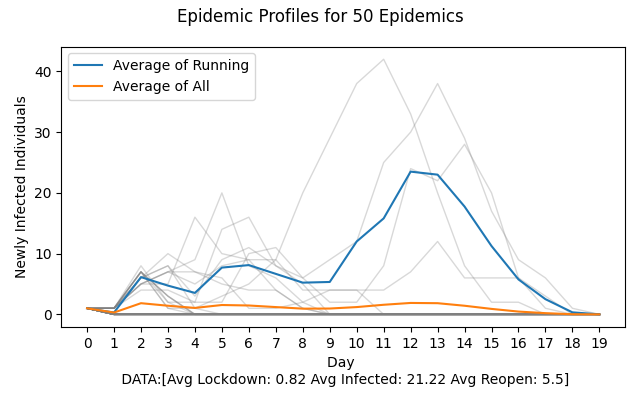 Epidemic Profiles for 50 Epidemics
Average of Running
Average of All
Newly Infected Individuals
40
30
20
10
0
0 1 2 3 4 5 6 7 8 9 10 11 12 13 14 15 16 17 18 19
Day
DATA:[Avg Lockdown: 0.82 Avg Infected: 21.22 Avg Reopen: 5.5]